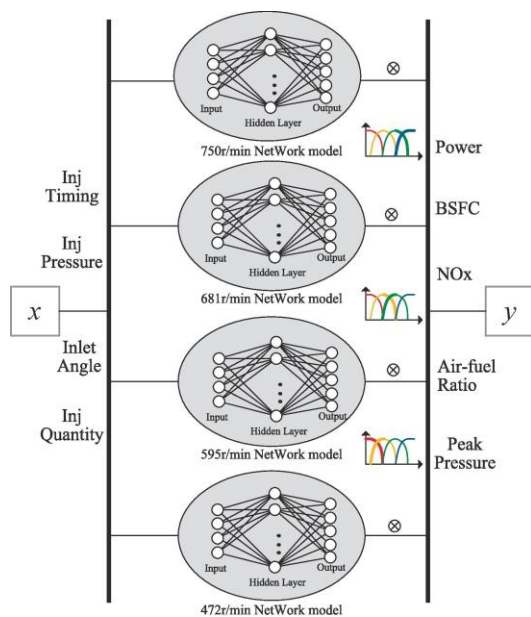 Input
Output
Hidden Layer
750r/min NetWork model
Power
Inj
Timing
Input
Output
Hidden Layer
681r/min NetWork model
BSFC
Inj
Pressure
NOx
x
y
Inlet
Angle
Input
Output
Hidden Layer
595r/min NetWork model
Air-fuel
Ratio
Inj
Quantity
Peak
Pressure
Input
Output
Hidden Layer
472r/min NetWork model